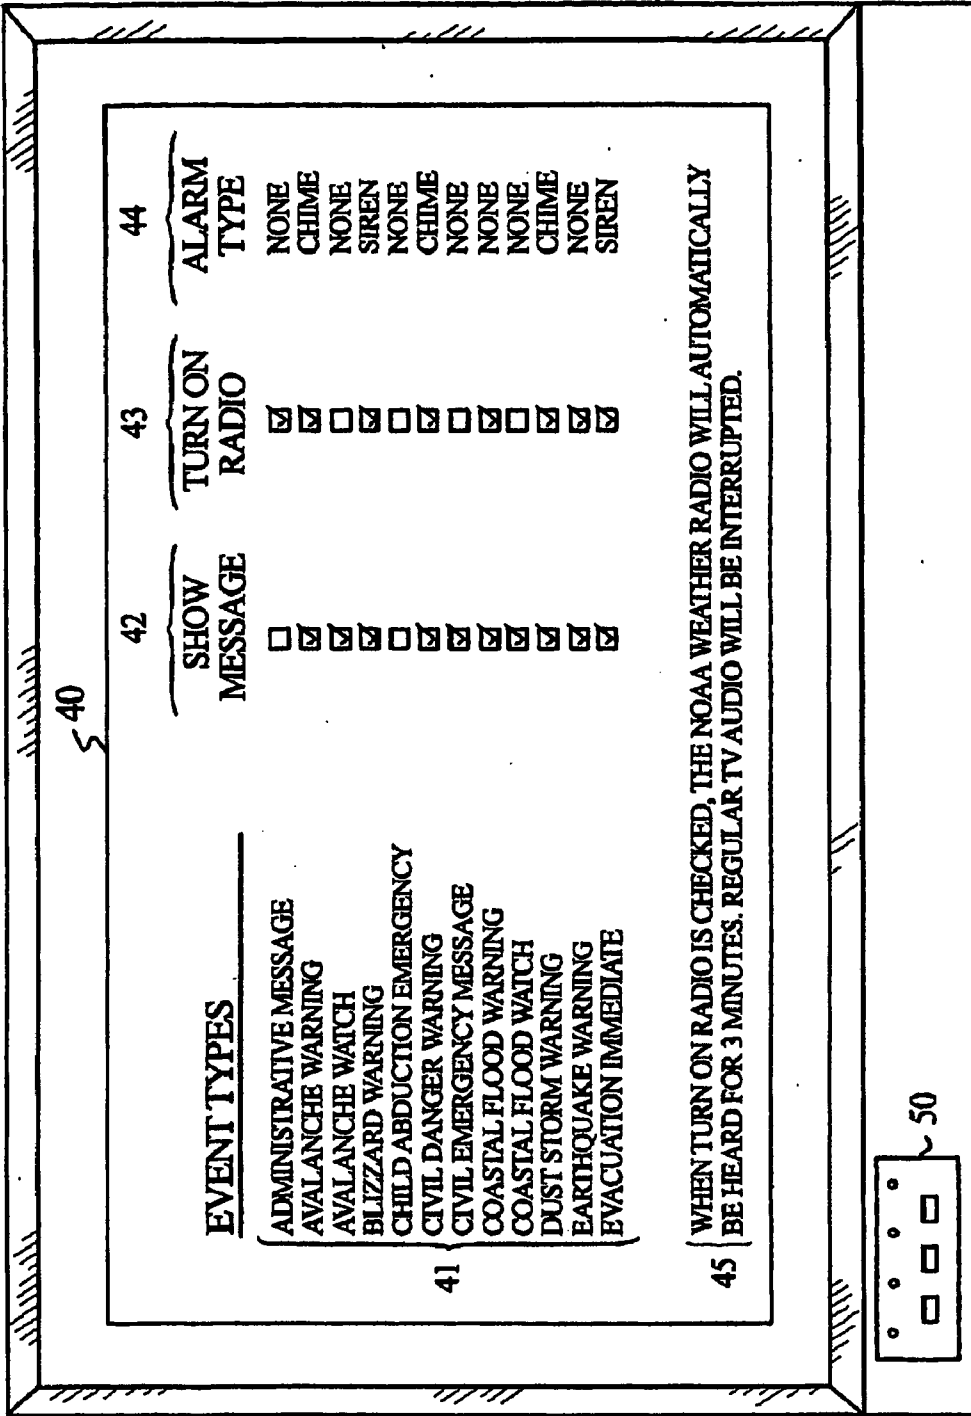 40
42 43 44
EVENT TYPES SHOW MESSAGE TURN ON RADIO ALARM TYPE
41
ADMINISTRATIVE MESSAGE ☐ ☑ NONE
AVALANCHE WARNING ☑ ☑ CHIME
AVALANCHE WATCH ☑ ☐ NONE
BLIZZARD WARNING ☑ ☑ SIREN
CHILD ABDUCTION EMERGENCY ☐ ☐ NONE
CIVIL DANGER WARNING ☑ ☑ CHIME
CIVIL EMERGENCY MESSAGE ☑ ☐ NONE
COASTAL FLOOD WARNING ☑ ☑ NONE
COASTAL FLOOD WATCH ☑ ☐ NONE
DUST STORM WARNING ☑ ☑ CHIME
EARTHQUAKE WARNING ☑ ☑ NONE
EVACUATION IMMEDIATE ☑ ☑ SIREN
45
WHEN TURN ON RADIO IS CHECKED, THE NOAA WEATHER RADIO WILL AUTOMATICALLY
BE HEARD FOR 3 MINUTES. REGULAR TV AUDIO WILL BE INTERRUPTED.
50